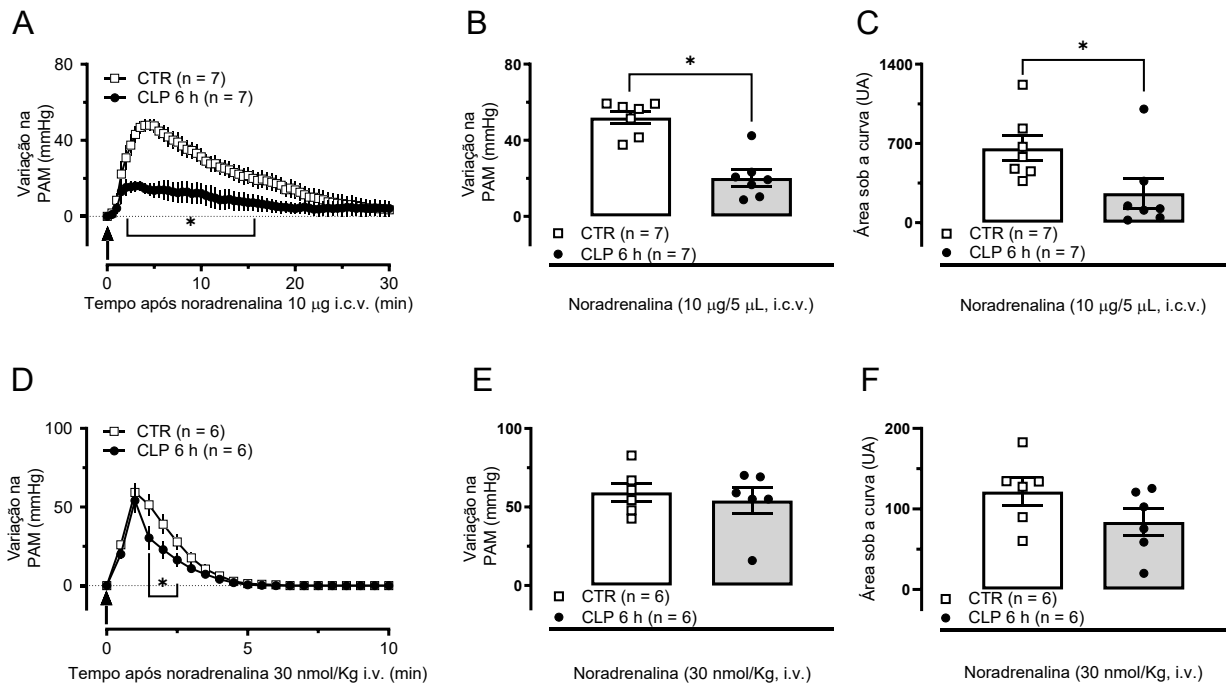 A
Variação na
PAM (mmHg)
80
40
0
CTR (n = 7)
CLP 6 h (n = 7)
*
0
10
20
30
Tempo após noradrenalina 10 μg i.c.v. (min)
B
Variação na
PAM (mmHg)
80
40
0
*
CTR (n = 7)
CLP 6 h (n = 7)
Noradrenalina (10 μg/5 μL, i.c.v.)
C
Área sob a curva (UA)
1400
700
0
*
CTR (n = 7)
CLP 6 h (n = 7)
Noradrenalina (10 μg/5 μL, i.c.v.)
D
Variação na
PAM (mmHg)
100
50
0
CTR (n = 6)
CLP 6 h (n = 6)
*
0
5
10
Tempo após noradrenalina 30 nmol/Kg i.v. (min)
E
Variação na
PAM (mmHg)
100
50
0
CTR (n = 6)
CLP 6 h (n = 6)
Noradrenalina (30 nmol/Kg, i.v.)
F
Área sob a curva (UA)
200
100
0
CTR (n = 6)
CLP 6 h (n = 6)
Noradrenalina (30 nmol/Kg, i.v.)